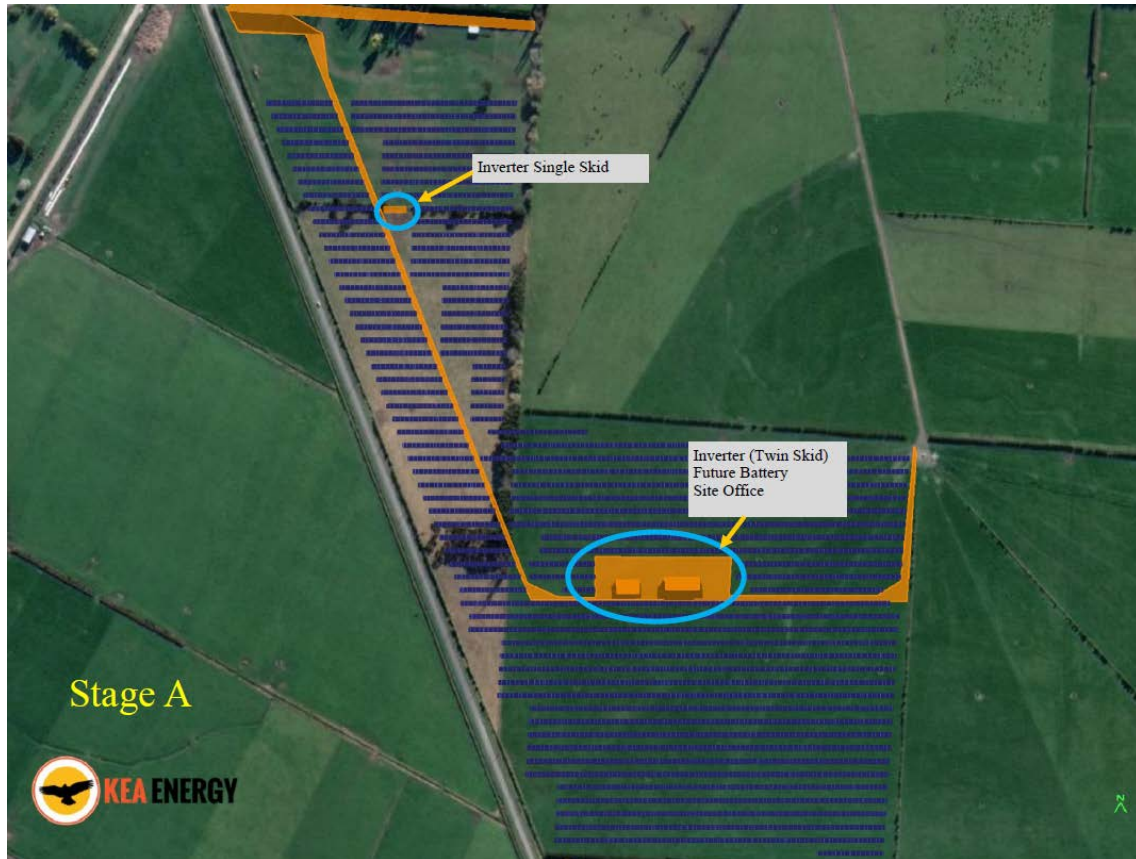 Inverter Single Skid
Inverter (Twin Skid)
Future Battery
Site Office
Stage A
KEA ENERGY
N